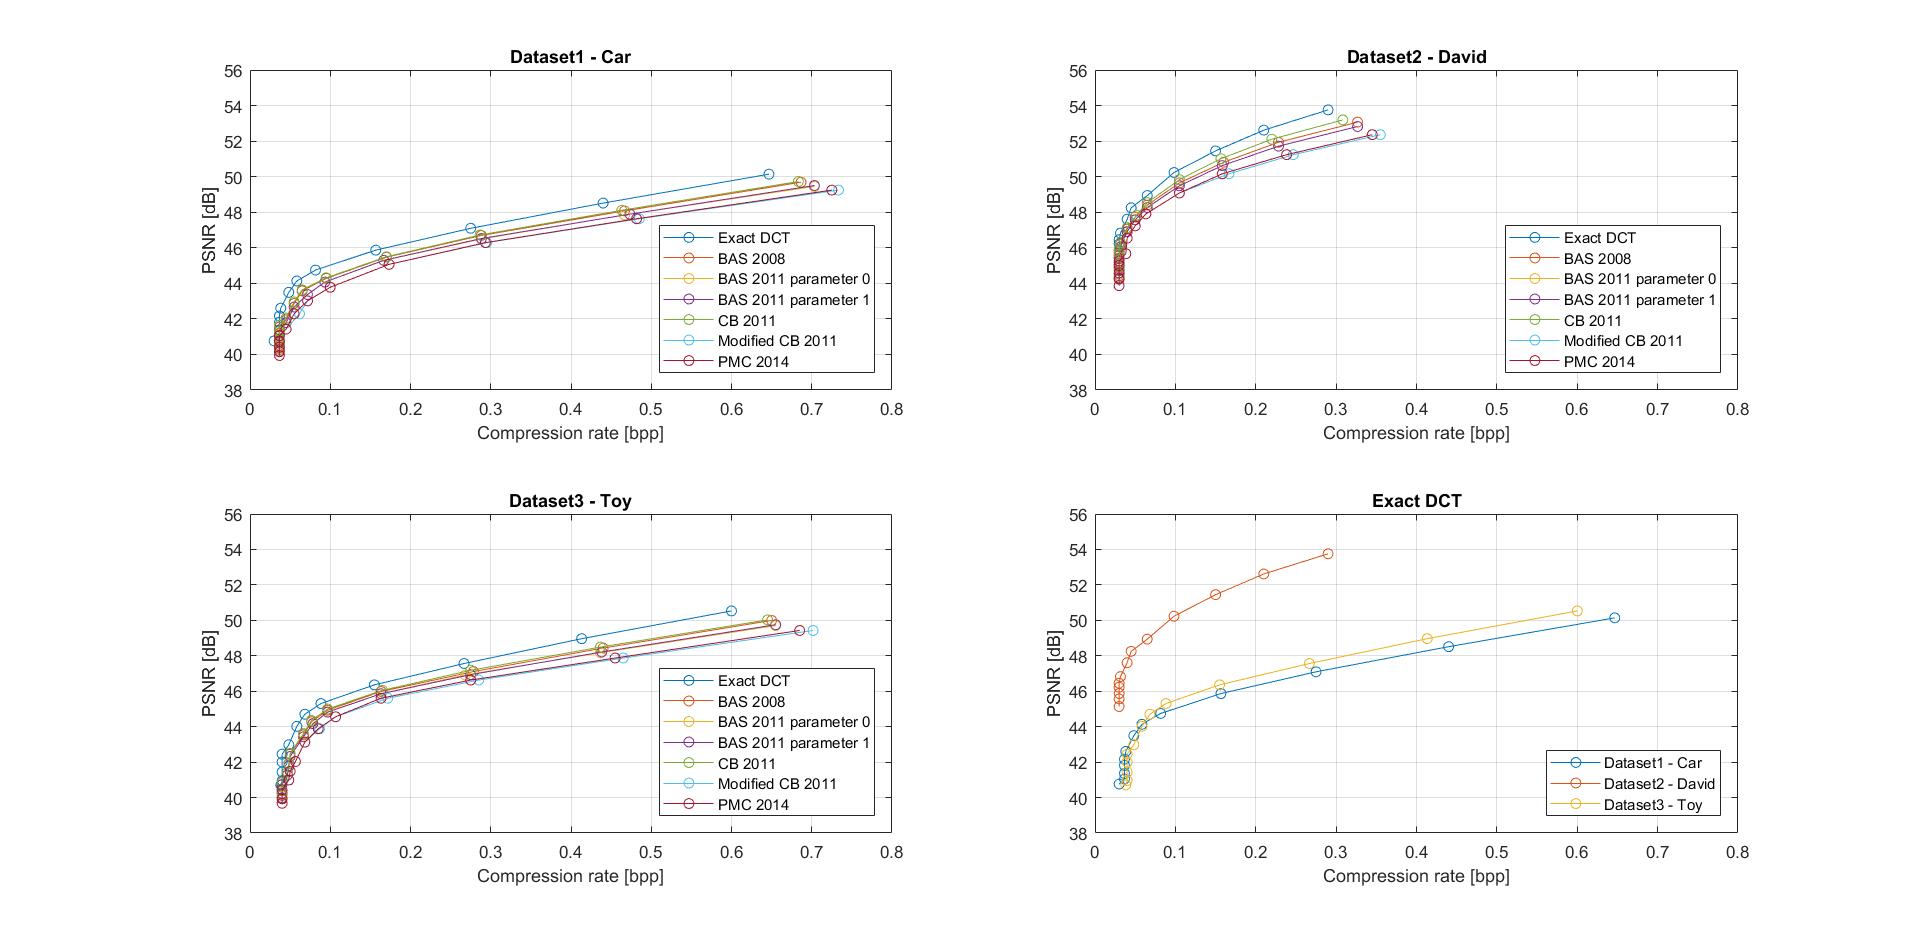 Dataset1 - Car
56
54
52
50
48
46
44
42
40
38
PSNR [dB]
0 0.1 0.2 0.3 0.4 0.5 0.6 0.7 0.8
Compression rate [bpp]
Exact DCT
BAS 2008
BAS 2011 parameter 0
BAS 2011 parameter 1
CB 2011
Modified CB 2011
PMC 2014
Dataset2 - David
56
54
52
50
48
46
44
42
40
38
PSNR [dB]
0 0.1 0.2 0.3 0.4 0.5 0.6 0.7 0.8
Compression rate [bpp]
Exact DCT
BAS 2008
BAS 2011 parameter 0
BAS 2011 parameter 1
CB 2011
Modified CB 2011
PMC 2014
Dataset3 - Toy
56
54
52
50
48
46
44
42
40
38
PSNR [dB]
0 0.1 0.2 0.3 0.4 0.5 0.6 0.7 0.8
Compression rate [bpp]
Exact DCT
BAS 2008
BAS 2011 parameter 0
BAS 2011 parameter 1
CB 2011
Modified CB 2011
PMC 2014
Exact DCT
56
54
52
50
48
46
44
42
40
38
PSNR [dB]
0 0.1 0.2 0.3 0.4 0.5 0.6 0.7 0.8
Compression rate [bpp]
Dataset1 - Car
Dataset2 - David
Dataset3 - Toy